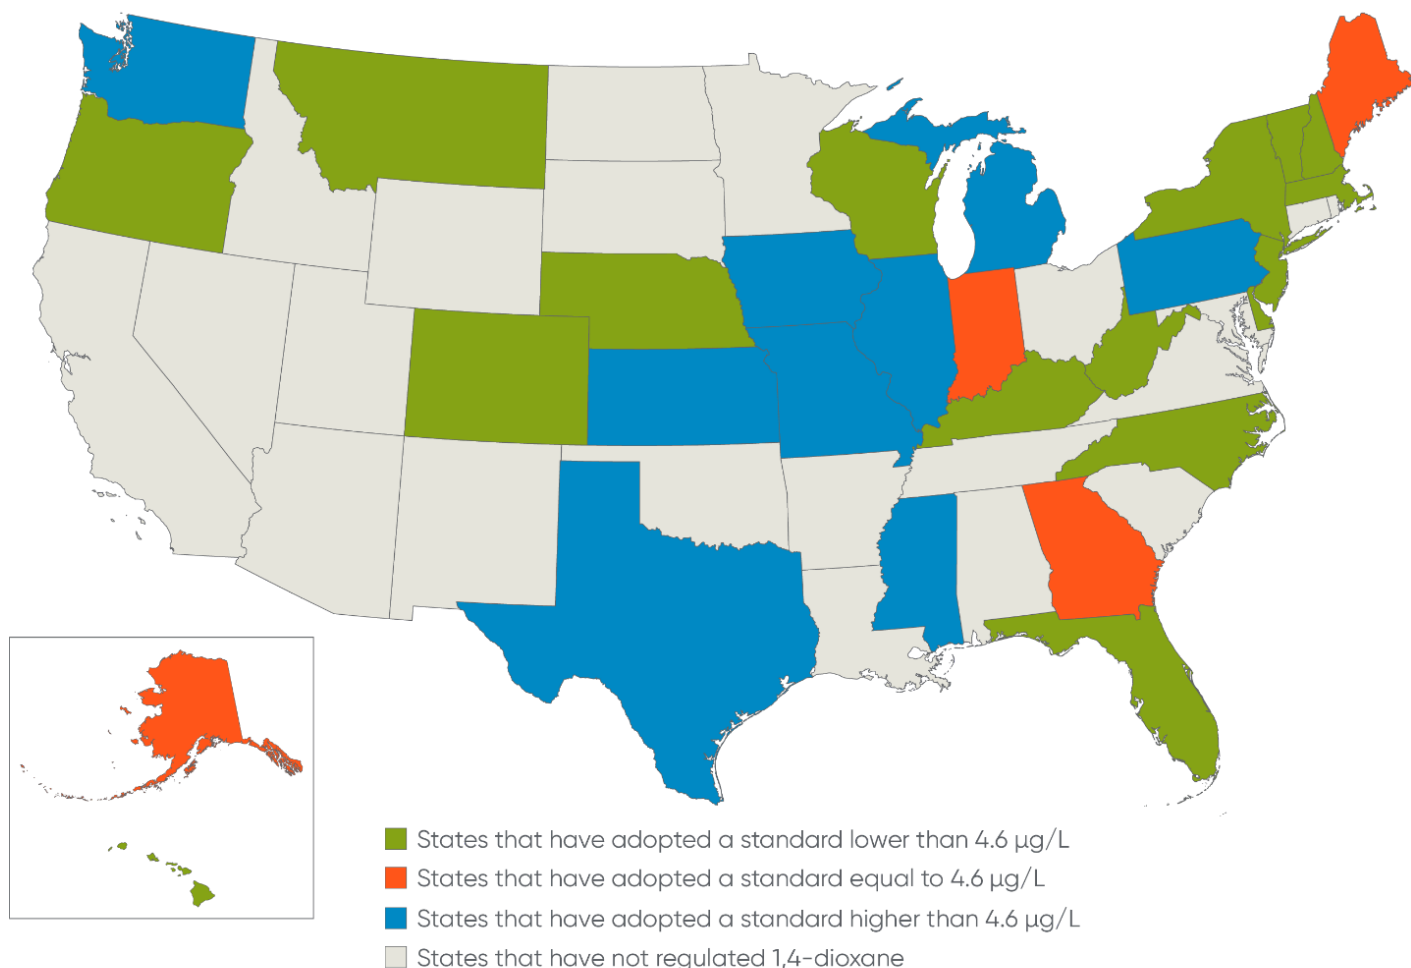 States that have adopted a standard lower than 4.6 µg/L
States that have adopted a standard equal to 4.6 µg/L
States that have adopted a standard higher than 4.6 µg/L
States that have not regulated 1,4-dioxane